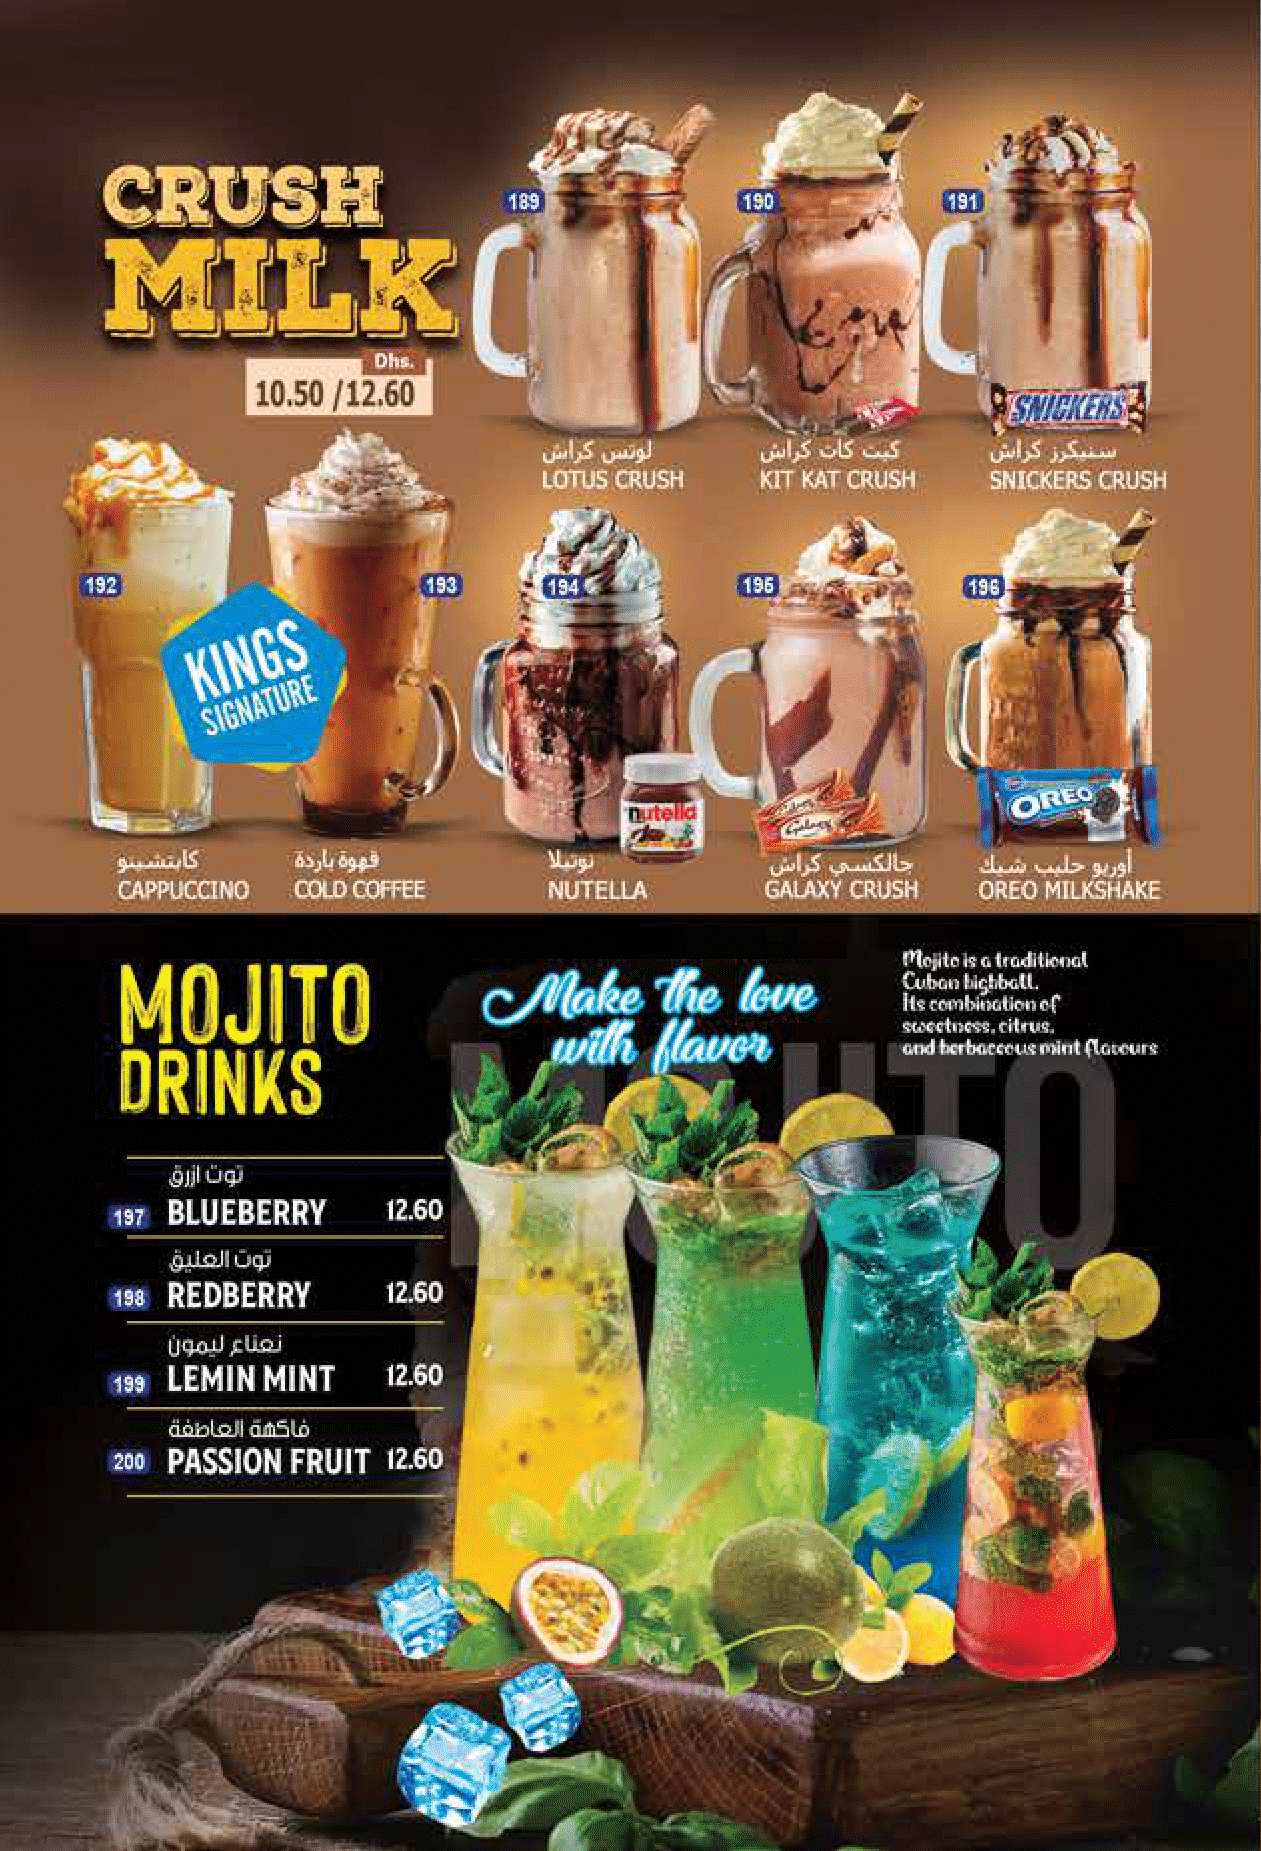 CRUSH
MILK
Dhs.
10.50 /12.60
189
لوتس كراش
LOTUS CRUSH
190
كيت كات كراش
KIT KAT CRUSH
191
SNICKERS
سنيكرز كراش
SNICKERS CRUSH
192
كابتشينو
CAPPUCCINO
KINGS
SIGNATURE
193
قهوة باردة
COLD COFFEE
194
nutella
نوتيلا
NUTELLA
195
Galaxy
Galaxy
جالكسي كراش
GALAXY CRUSH
196
OREO
أوريو حليب شيك
OREO MILKSHAKE
MOJITO
DRINKS
Make the love
with flavor
Mojito is a traditional
Cuban highball.
Its combination of
sweetness, citrus,
and herbaceous mint flavours
MOJITO
توت ازرق
197 BLUEBERRY 12.60
توت العليق
198 REDBERRY 12.60
نعناع ليمون
199 LEMIN MINT 12.60
فاكهة العاطفة
200 PASSION FRUIT 12.60